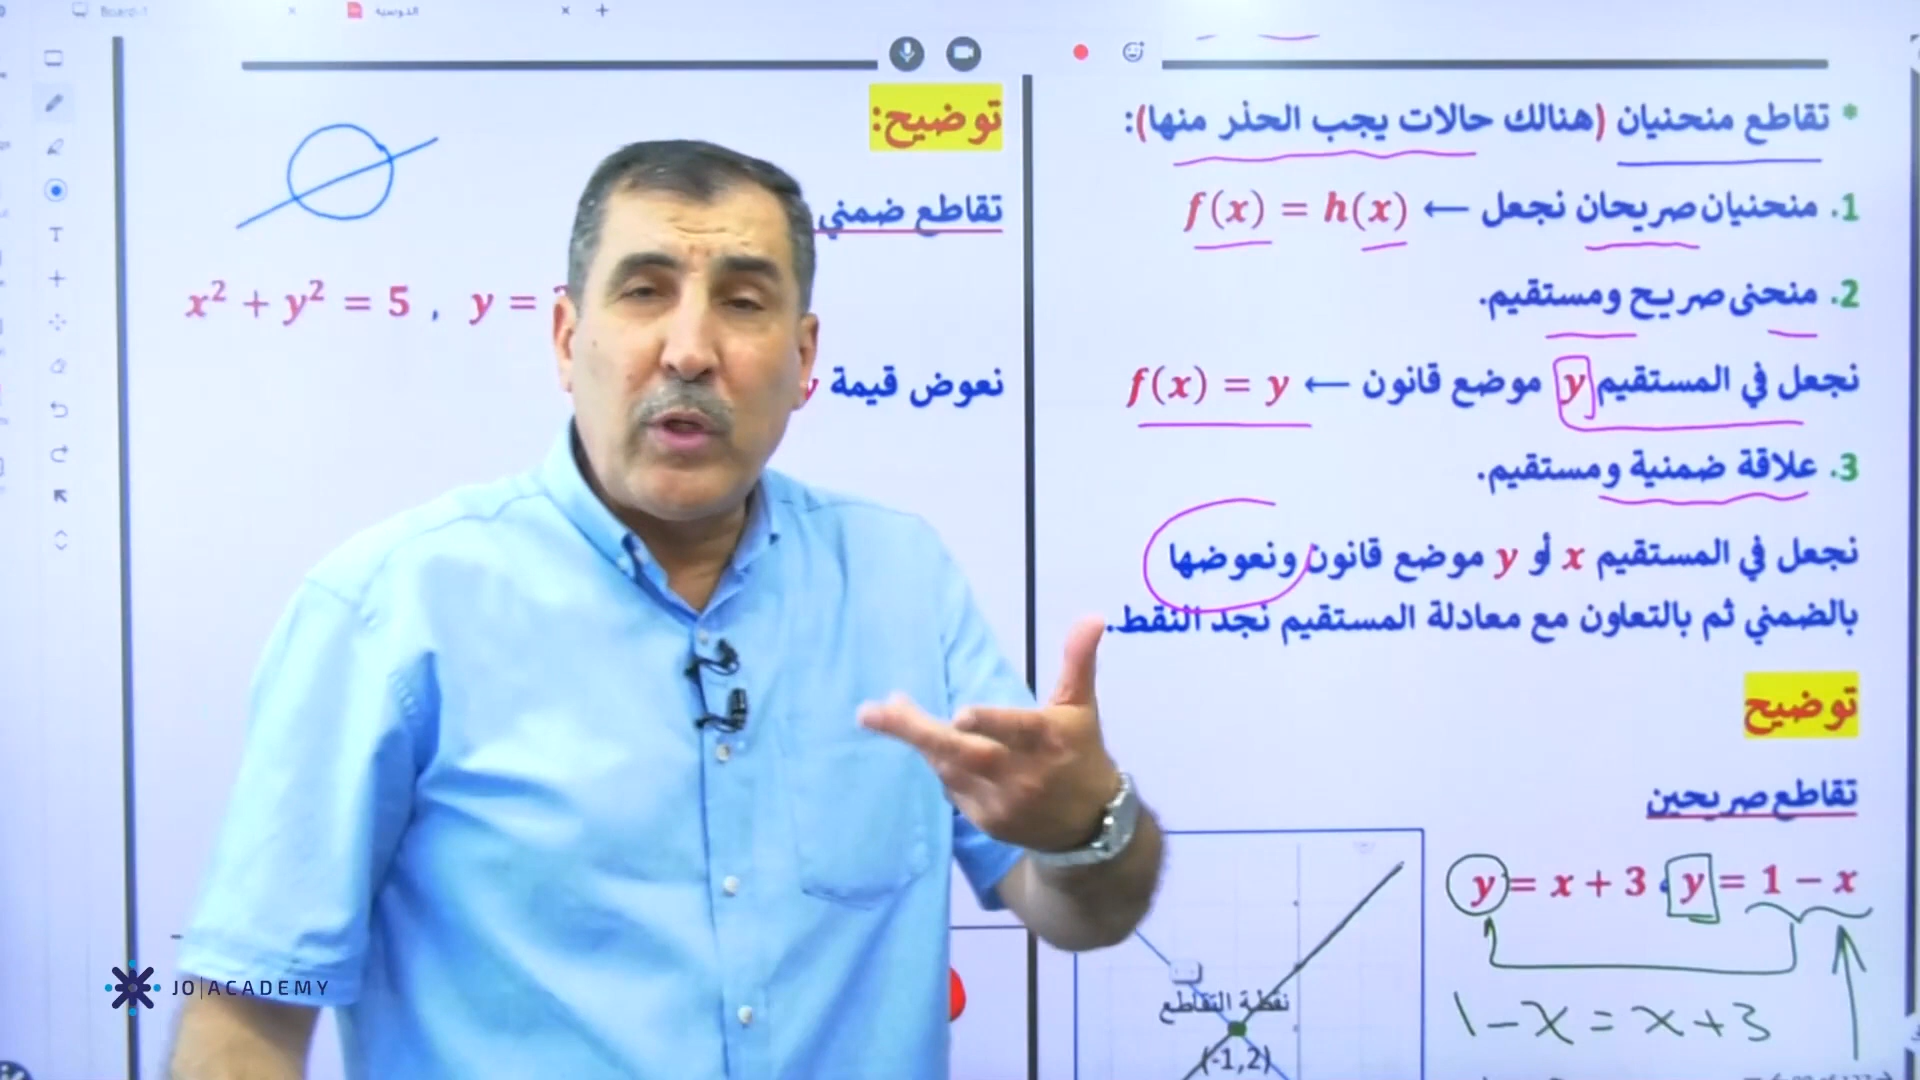 Board-1
الدوسية
* تقاطع منحنيان (هنالك حالات يجب الحذر منها):
1. منحنيان صريحان نجعل ← f(x) = h(x)
2. منحنى صريح ومستقيم.
نجعل في المستقيم y موضع قانون ← f(x) = y
3. علاقة ضمنية ومستقيم.
نجعل في المستقيم x أو y موضع قانون ونعوضها
بالضمني ثم بالتعاون مع معادلة المستقيم نجد النقط.
توضيح
تقاطع صريحين
y = x + 3 , y = 1 − x
1 − x = x + 3
نقطة التقاطع
(-1,2)
توضيح:
تقاطع ضمني
x² + y² = 5 , y =
نعوض قيمة y
JO|ACADEMY